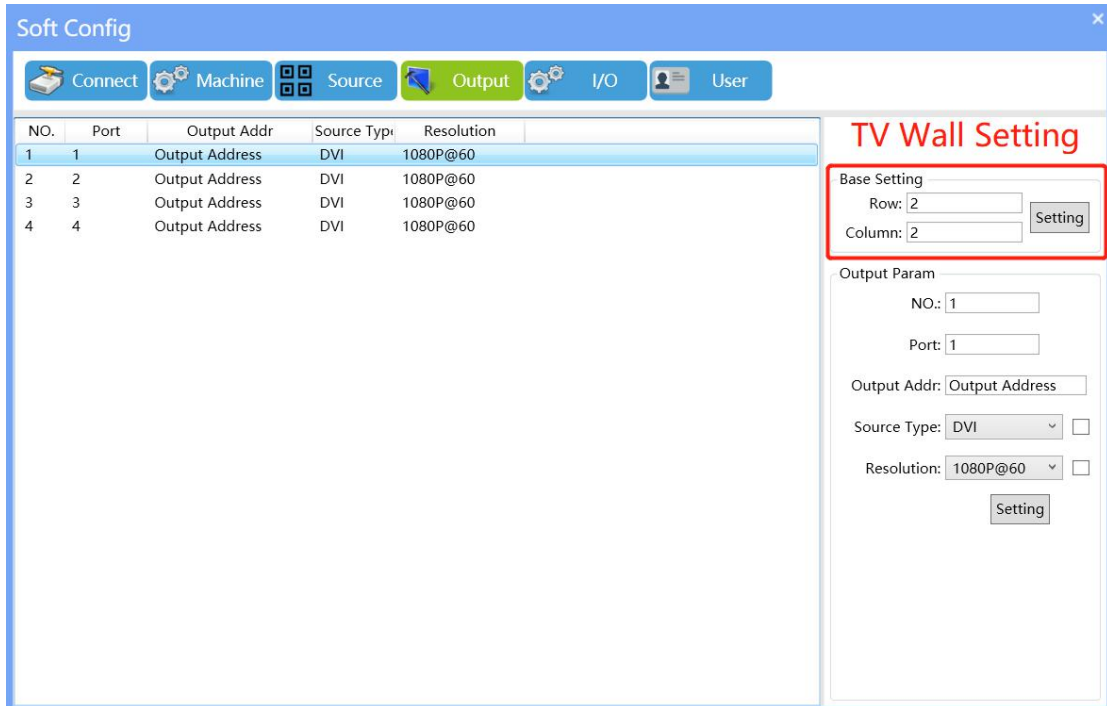 Soft Config
Connect Machine Source Output I/O User
NO. Port Output Addr Source Type Resolution
1 1 Output Address DVI 1080P@60
2 2 Output Address DVI 1080P@60
3 3 Output Address DVI 1080P@60
4 4 Output Address DVI 1080P@60
TV Wall Setting
Base Setting
Row: 2
Setting
Column: 2
Output Param
NO.: 1
Port: 1
Output Addr: Output Address
Source Type: DVI
Resolution: 1080P@60
Setting